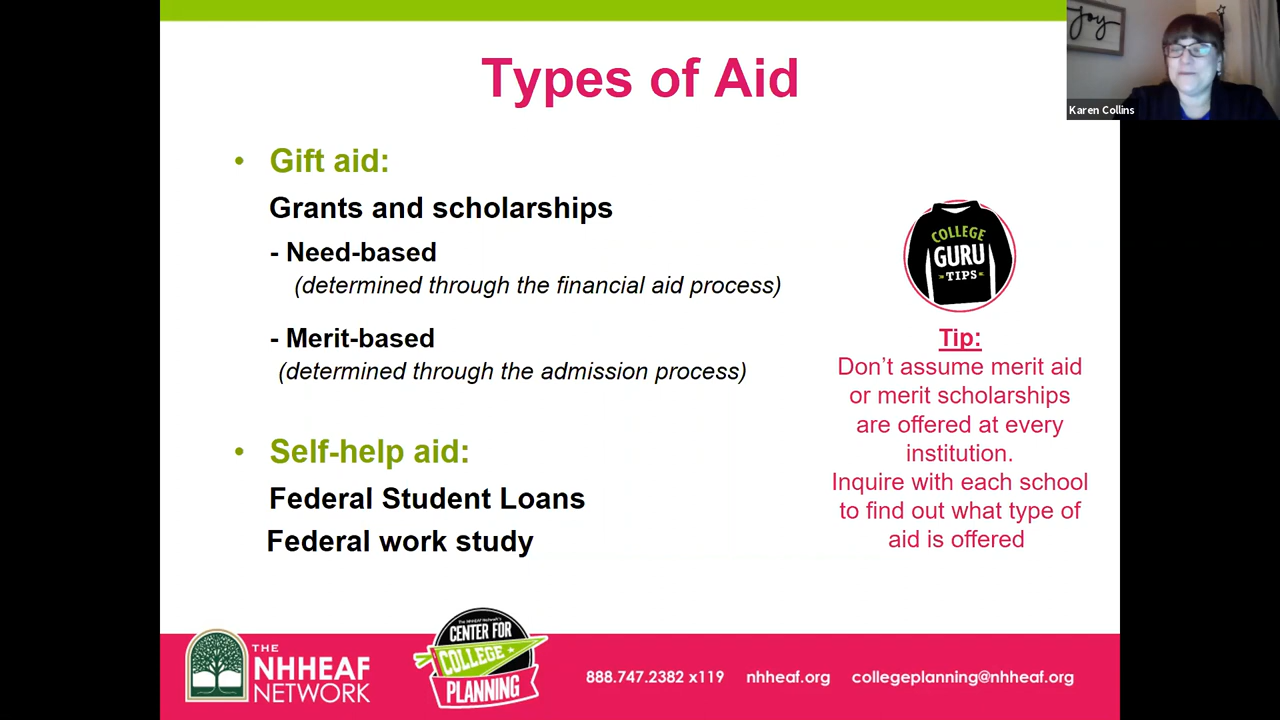 Types of Aid
• Gift aid:
Grants and scholarships
- Need-based
(determined through the financial aid process)
- Merit-based
(determined through the admission process)
• Self-help aid:
Federal Student Loans
Federal work study
COLLEGE
GURU
TIPS
Tip:
Don’t assume merit aid
or merit scholarships
are offered at every
institution.
Inquire with each school
to find out what type of
aid is offered
Joy
Karen Collins
THE
NHHEAF
NETWORK
The NHHEAF Network's
CENTER FOR
COLLEGE
PLANNING
888.747.2382 x119 nhheaf.org collegeplanning@nhheaf.org